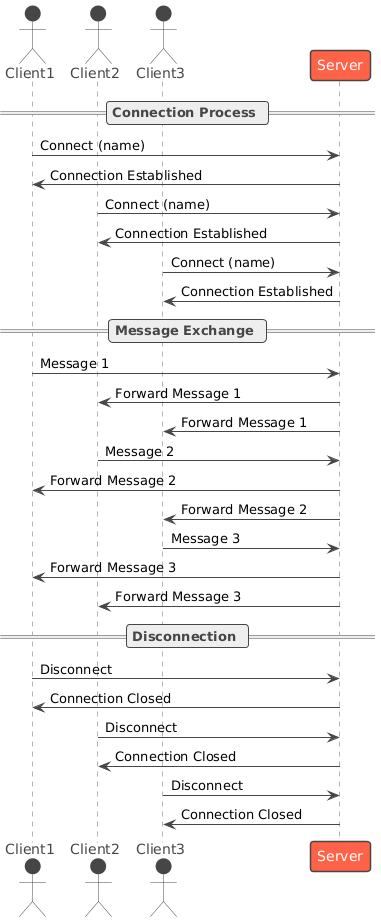 Client1 Client2 Client3 Server
Connection Process
Connect (name)
Connection Established
Connect (name)
Connection Established
Connect (name)
Connection Established
Message Exchange
Message 1
Forward Message 1
Forward Message 1
Message 2
Forward Message 2
Forward Message 2
Message 3
Forward Message 3
Forward Message 3
Disconnection
Disconnect
Connection Closed
Disconnect
Connection Closed
Disconnect
Connection Closed
Client1 Client2 Client3 Server